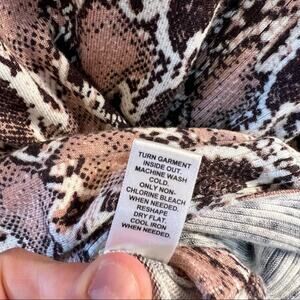 TURN GARMENT
INSIDE OUT.
MACHINE WASH
COLD.
ONLY NON-
CHLORINE BLEACH
WHEN NEEDED.
RESHAPE
DRY FLAT.
COOL IRON
WHEN NEEDED.